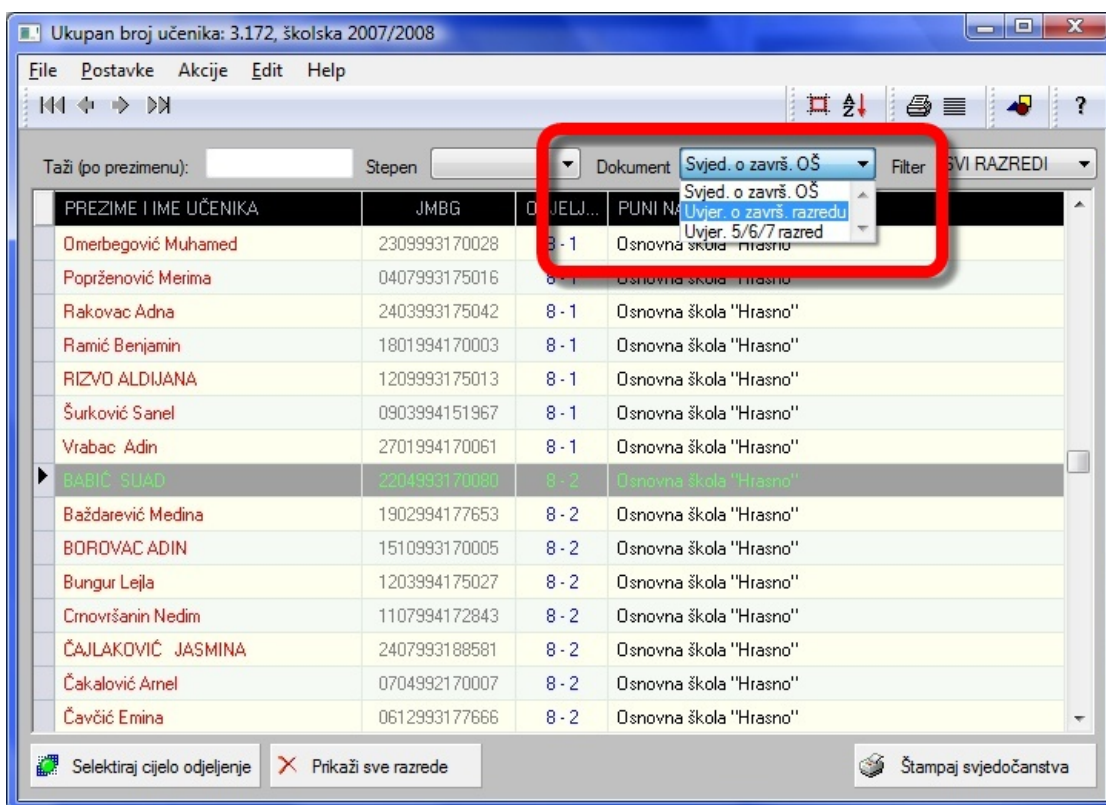 Ukupan broj učenika: 3.172, školska 2007/2008
File Postavke Akcije Edit Help
Taži (po prezimenu): Stepen Dokument Svjed. o završ. OŠ Filter SVI RAZREDI
Svjed. o završ. OŠ
Uvjer. o završ. razredu
Uvjer. 5/6/7 razred
PREZIME I IME UČENIKA JMBG PUNI
Omerbegović Muhamed 2309993170028 8 - 1 Osnovna škola "Hrasno"
Poprženović Merima 0407993175016 8 - 1 Osnovna škola "Hrasno"
Rakovac Adna 2403993175042 8 - 1 Osnovna škola "Hrasno"
Ramić Benjamin 1801994170003 8 - 1 Osnovna škola "Hrasno"
RIZVO ALDIJANA 1209993175013 8 - 1 Osnovna škola "Hrasno"
Šurković Sanel 0903994151967 8 - 1 Osnovna škola "Hrasno"
Vrabac Adin 2701994170061 8 - 1 Osnovna škola "Hrasno"
BABIĆ SUAD 2204993170080 8 - 2 Osnovna škola "Hrasno"
Baždarević Medina 1902994177653 8 - 2 Osnovna škola "Hrasno"
BOROVAC ADIN 1510993170005 8 - 2 Osnovna škola "Hrasno"
Bungur Lejla 1203994175027 8 - 2 Osnovna škola "Hrasno"
Crnovršanin Nedim 1107994172843 8 - 2 Osnovna škola "Hrasno"
ČAJLAKOVIĆ JASMINA 2407993188581 8 - 2 Osnovna škola "Hrasno"
Čakalović Arnel 0704992170007 8 - 2 Osnovna škola "Hrasno"
Čavčić Emina 0612993177666 8 - 2 Osnovna škola "Hrasno"
Selektiraj cijelo odjeljenje Prikaži sve razrede Štampaj svjedočanstva